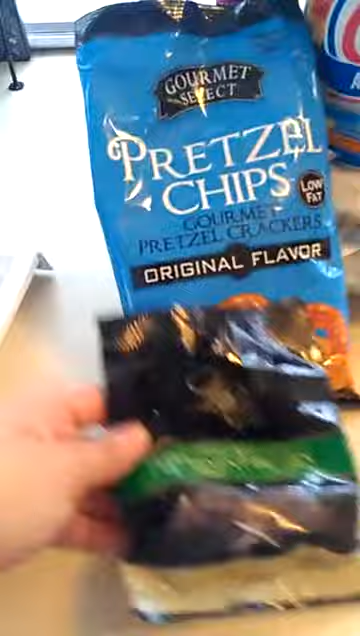 GOURMET
SELECT
PRETZEL
CHIPS
LOW
FAT
GOURMET
PRETZEL CRACKERS
ORIGINAL FLAVOR